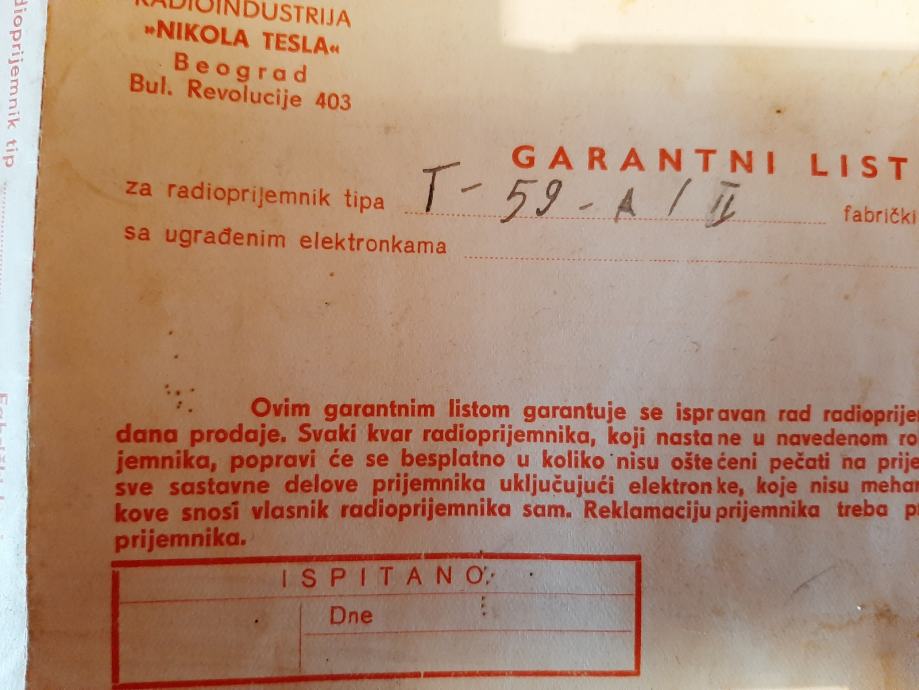 RADIOINDUSTRIJA
»NIKOLA TESLA«
Beograd
Bul. Revolucije 403
GARANTNI LIST
za radioprijemnik tipa T-59-A/II fabrički
sa ugrađenim elektronkama
Ovim garantnim listom garantuje se ispravan rad radioprije
dana prodaje. Svaki kvar radioprijemnika, koji nastane u navedenom ro
jemnika, popravi će se besplatno u koliko nisu oštećeni pečati na prije
sve sastavne delove prijemnika uključujući elektronke, koje nisu mehan
kove snosi vlasnik radioprijemnika sam. Reklamaciju prijemnika treba p
prijemnika.
ISPITANO:
Dne
dioprijemnik tip